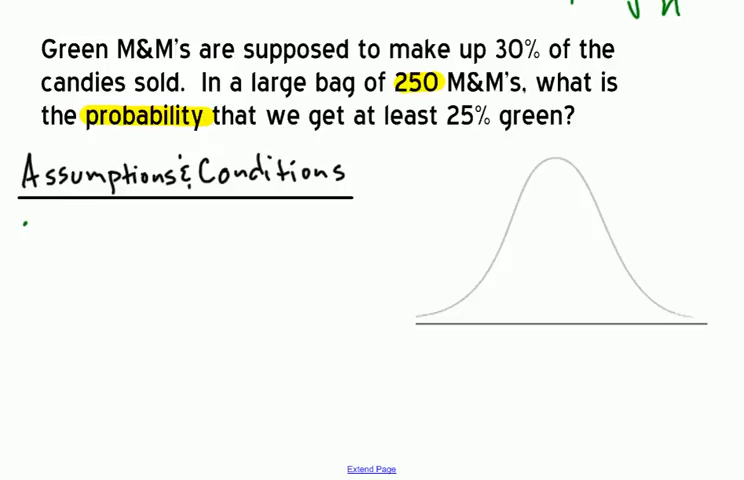 Green M&M's are supposed to make up 30% of the
candies sold. In a large bag of 250 M&M's, what is
the probability that we get at least 25% green?
Assumptions & Conditions
Extend Page